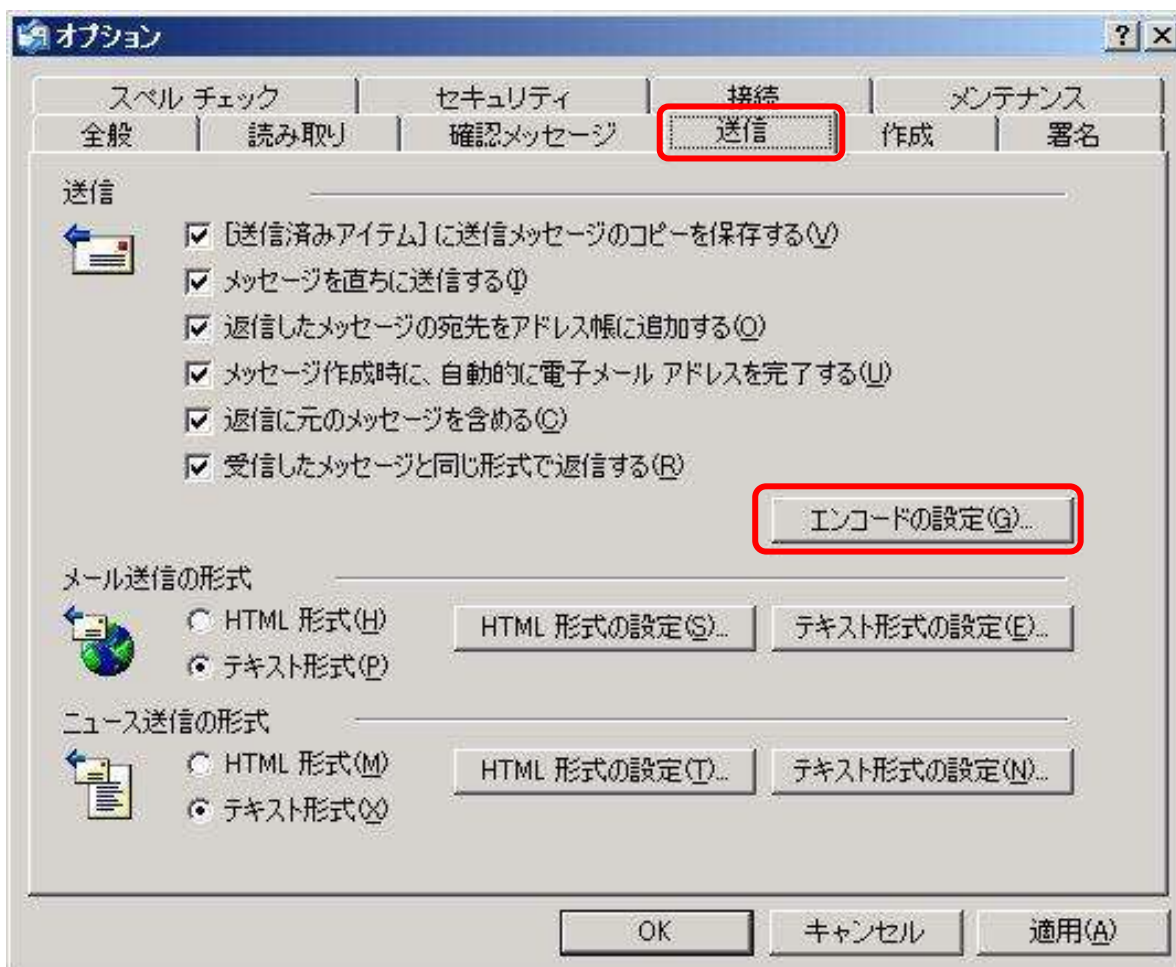 オプション
スペル チェック セキュリティ 接続 メンテナンス
全般 読み取り 確認メッセージ 送信 作成 署名
送信
[送信済みアイテム] に送信メッセージのコピーを保存する(V)
メッセージを直ちに送信する(I)
返信したメッセージの宛先をアドレス帳に追加する(O)
メッセージ作成時に、自動的に電子メール アドレスを完了する(U)
返信に元のメッセージを含める(C)
受信したメッセージと同じ形式で返信する(R)
エンコードの設定(G)...
メール送信の形式
HTML 形式(H) HTML 形式の設定(S)... テキスト形式の設定(E)...
テキスト形式(P)
ニュース送信の形式
HTML 形式(M) HTML 形式の設定(T)... テキスト形式の設定(N)...
テキスト形式(X)
OK キャンセル 適用(A)